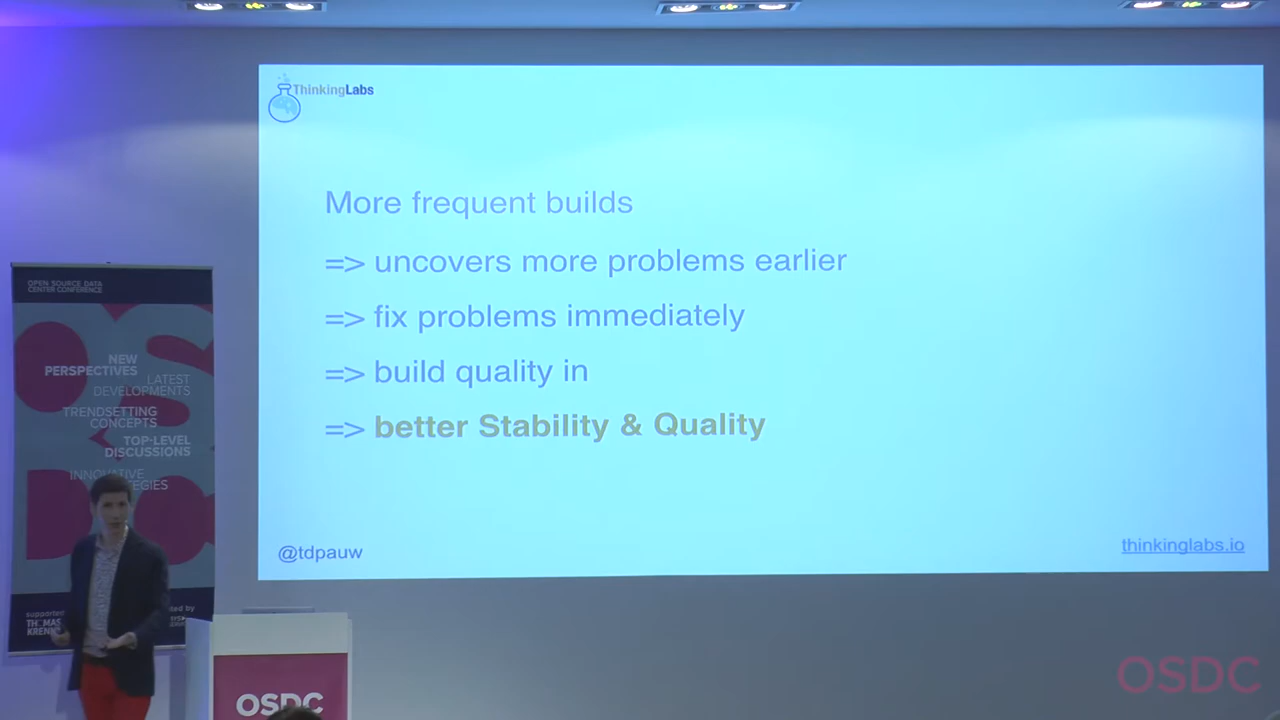 ThinkingLabs
More frequent builds
=> uncovers more problems earlier
=> fix problems immediately
=> build quality in
=> better Stability & Quality
@tdpauw
thinkinglabs.io
OPEN SOURCE DATA
CENTER CONFERENCE
NEW
PERSPECTIVES
LATEST
DEVELOPMENTS
TRENDSETTING
CONCEPTS
TOP-LEVEL
DISCUSSIONS
supported
OSDC
OSDC